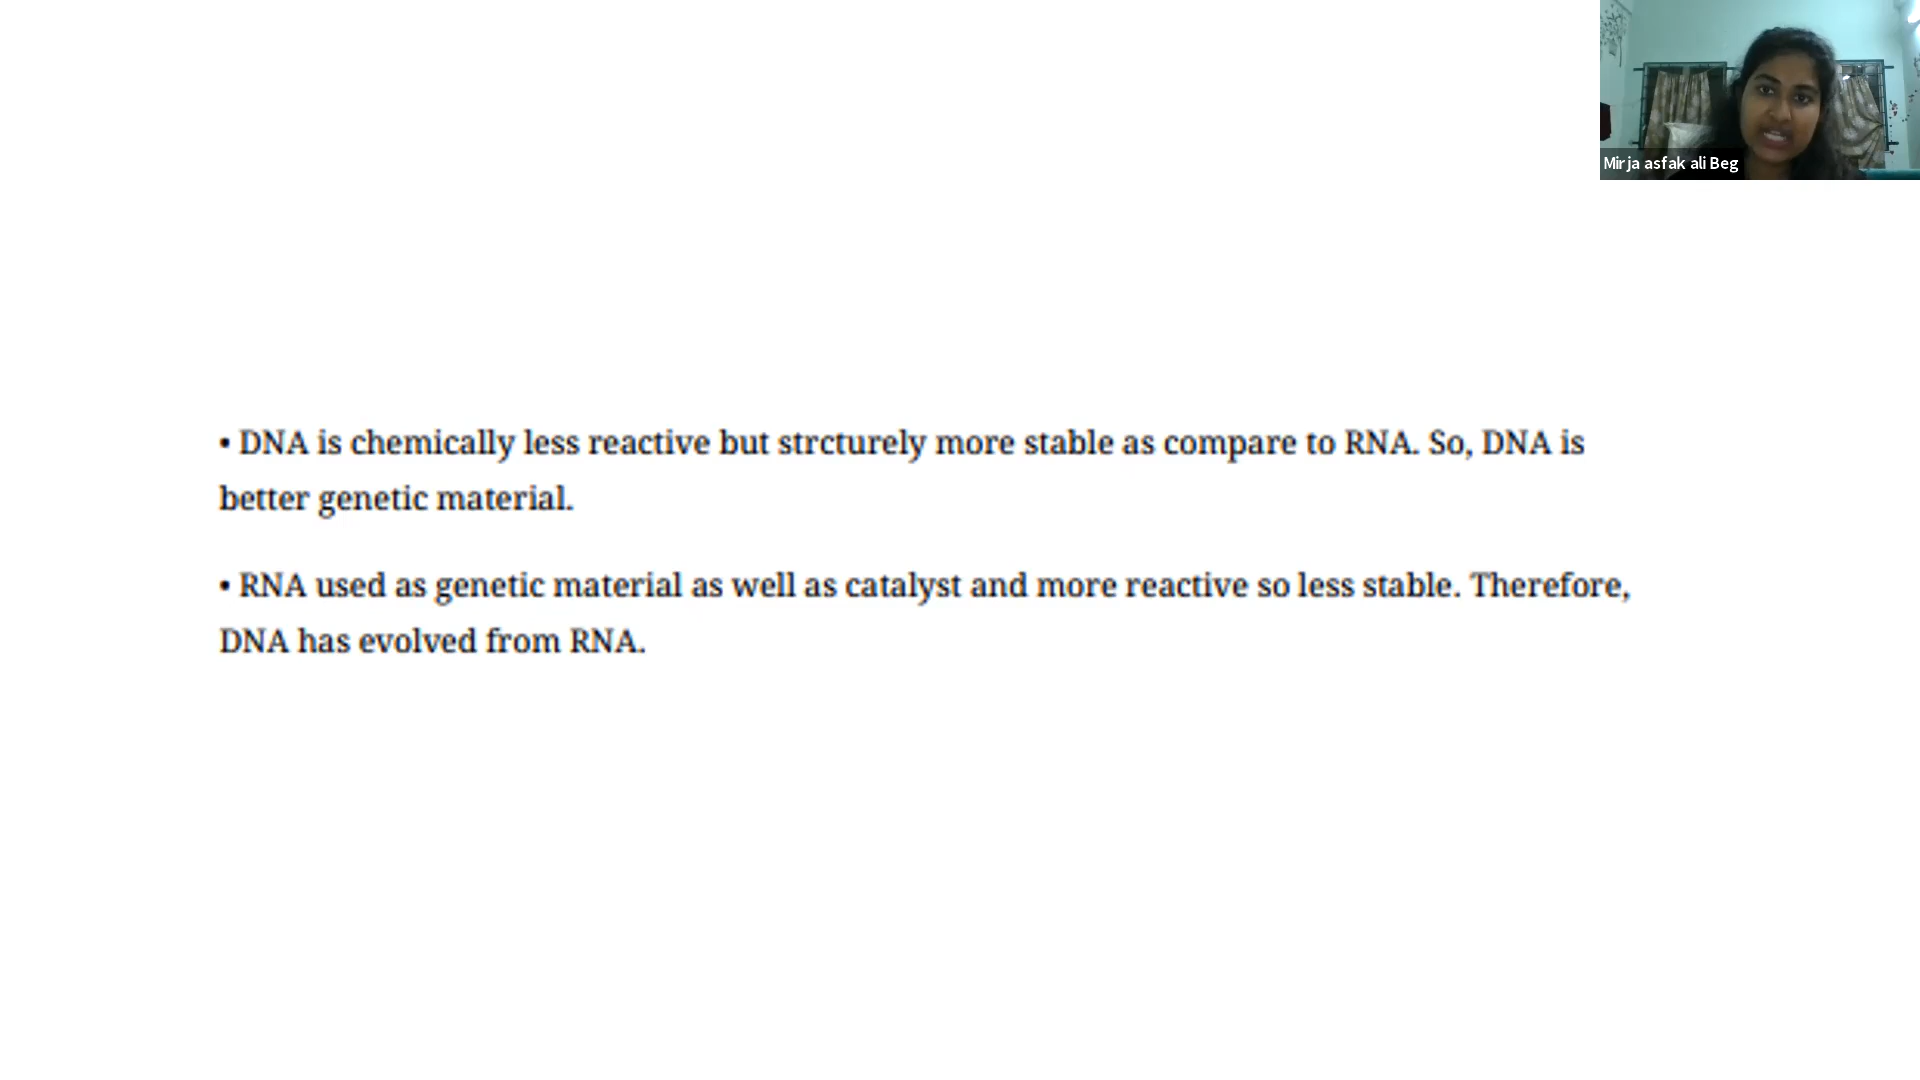 Mirja asfak ali Beg
• DNA is chemically less reactive but strcturely more stable as compare to RNA. So, DNA is
better genetic material.
• RNA used as genetic material as well as catalyst and more reactive so less stable. Therefore,
DNA has evolved from RNA.